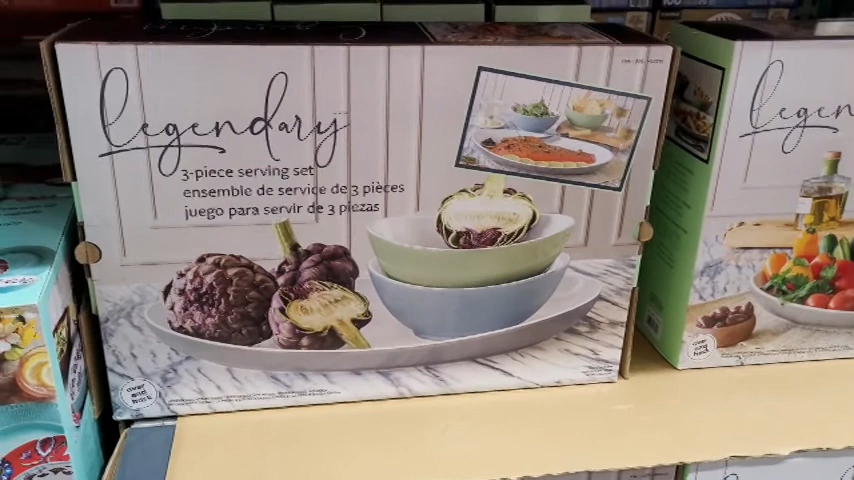 legendary
3-piece serving set
ensemble de service de 3 pièces
juego para servir de 3 piezas
over
and
back
legen
over
and
back